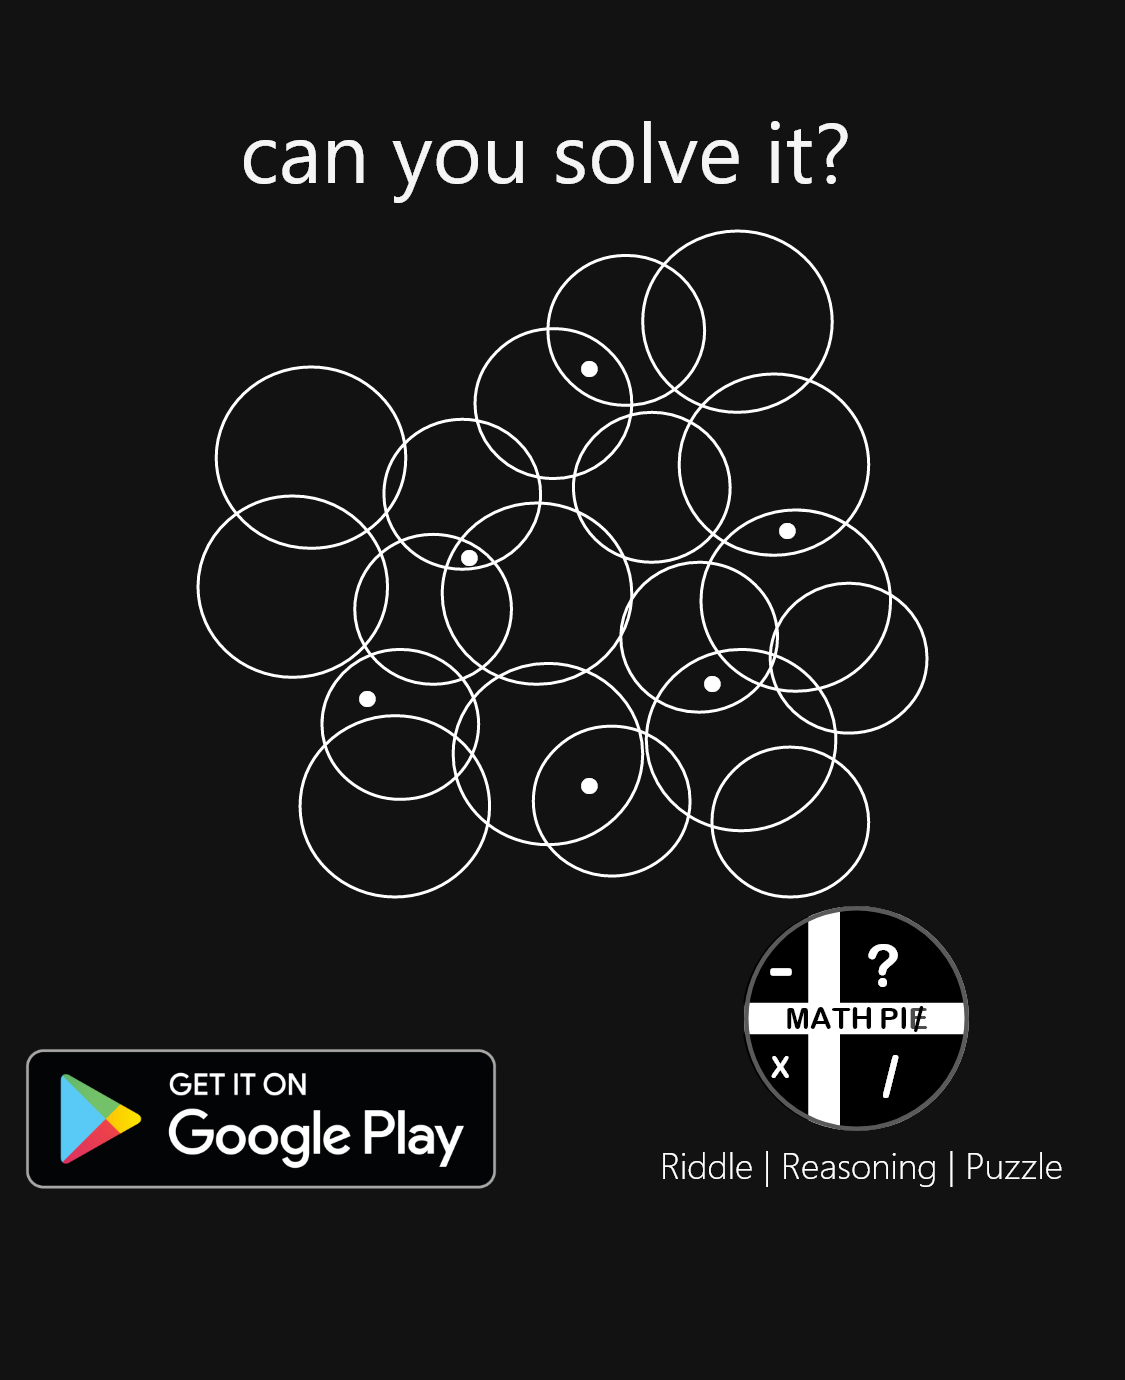 can you solve it?
-
?
MATH PIE
x
/
GET IT ON
Google Play
Riddle | Reasoning | Puzzle